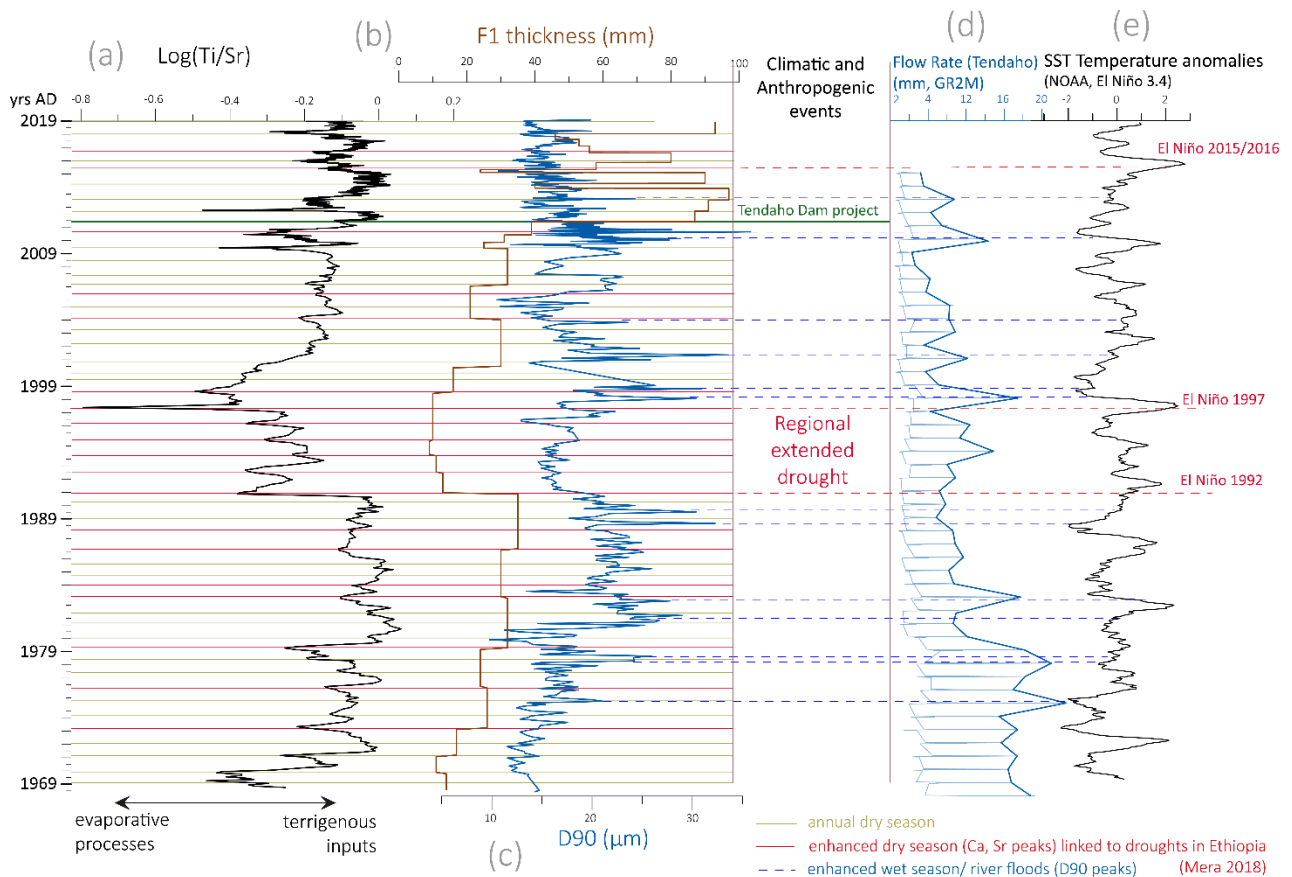 (a)
Log(Ti/Sr)
(b)
F1 thickness (mm)
(d)
(e)
0 20 40 60 80 100
Climatic and
Anthropogenic
events
Flow Rate (Tendaho)
(mm, GR2M)
SST Temperature anomalies
(NOAA, El Niño 3.4)
yrs AD
-0.8 -0.6 -0.4 -0.2 0 0.2
2 4 12 16 20
-2 0 2
2019
El Niño 2015/2016
Tendaho Dam project
2009
1999
El Niño 1997
Regional
extended
drought
El Niño 1992
1989
1979
1969
evaporative
processes
terrigenous
inputs
10 20 30
D90 (µm)
(c)
annual dry season
enhanced dry season (Ca, Sr peaks) linked to droughts in Ethiopia
(Mera 2018)
enhanced wet season/ river floods (D90 peaks)